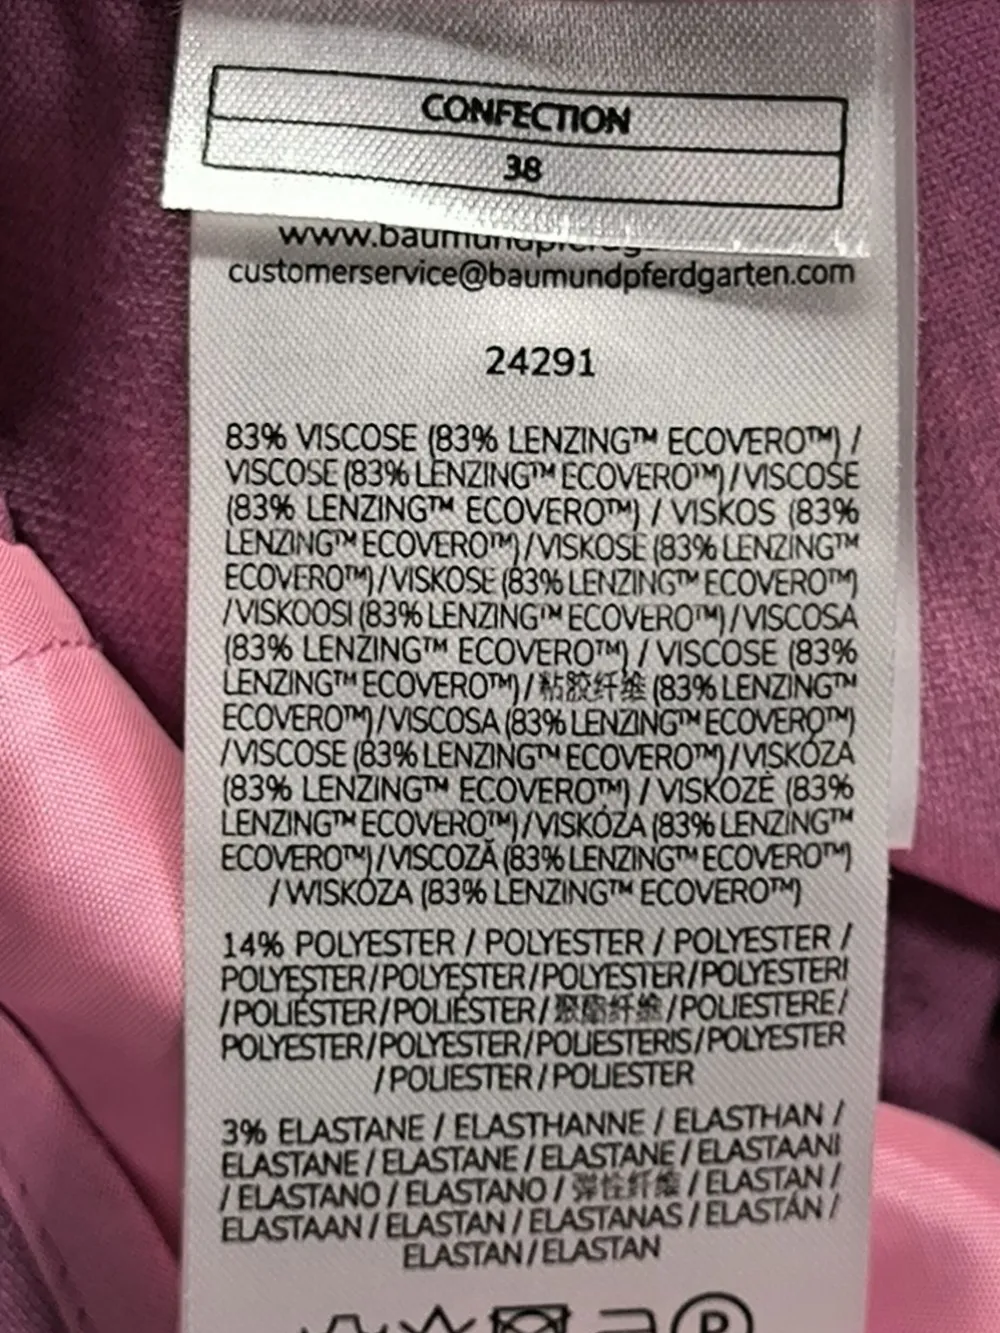 CONFECTION
38
customerservice@baumundpferdgarten.com
24291
83% VISCOSE (83% LENZING™ ECOVERO™) /
VISCOSE (83% LENZING™ ECOVERO™) / VISCOSE
(83% LENZING™ ECOVERO™) / VISKOS (83%
LENZING™ ECOVERO™) / VISKOSE (83% LENZING™
ECOVERO™) / VISKOSE (83% LENZING™ ECOVERO™)
/ VISKOOSI (83% LENZING™ ECOVERO™) / VISCOSA
(83% LENZING™ ECOVERO™) / VISCOSE (83%
LENZING™ ECOVERO™) / 粘胶纤维 (83% LENZING™
ECOVERO™) / VISCOSA (83% LENZING™ ECOVERO™)
/ VISCOSE (83% LENZING™ ECOVERO™) / VISKÓZA
(83% LENZING™ ECOVERO™) / VISKOZĖ (83%
LENZING™ ECOVERO™) / VISKÓZA (83% LENZING™
ECOVERO™) / VISCOZĂ (83% LENZING™ ECOVERO™)
/ WISKOZA (83% LENZING™ ECOVERO™)
14% POLYESTER / POLYESTER / POLYESTER /
POLYESTER / POLYESTER / POLYESTER / POLYESTERI
/ POLIÉSTER / POLIÉSTER / 聚酯纤维 / POLIESTERE /
POLYESTER / POLYESTER / POLIESTERIS / POLYESTER
/ POLIESTER / POLIESTER
3% ELASTANE / ELASTHANNE / ELASTHAN /
ELASTANE / ELASTANE / ELASTANE / ELASTAANI
/ ELASTANO / ELASTANO / 弹性纤维 / ELASTAN /
ELASTAAN / ELASTAN / ELASTANAS / ELASTÁN /
ELASTAN / ELASTAN
P